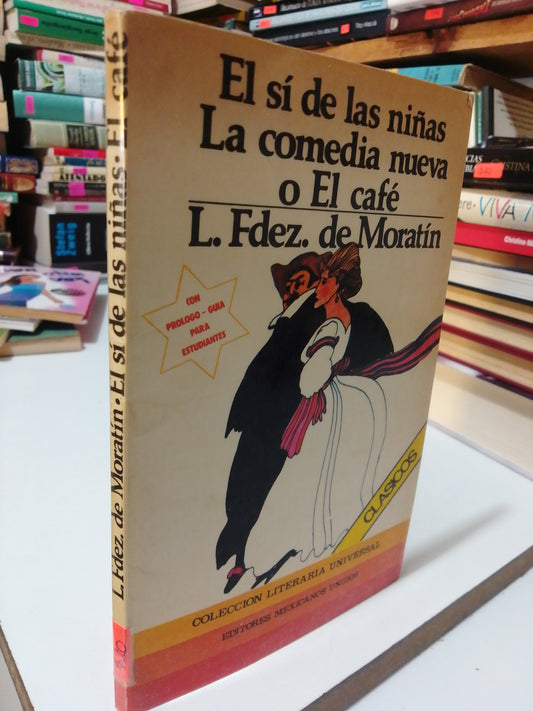 El sí de las niñas
La comedia nueva
o El café
L. Fdez. de Moratín
CON
PROLOGO - GUIA
PARA
ESTUDIANTES
CLASICOS
COLECCION LITERARIA UNIVERSAL
EDITORES MEXICANOS UNIDOS
L. Fdez. de Moratín · El sí de las niñas · El café
VIVA